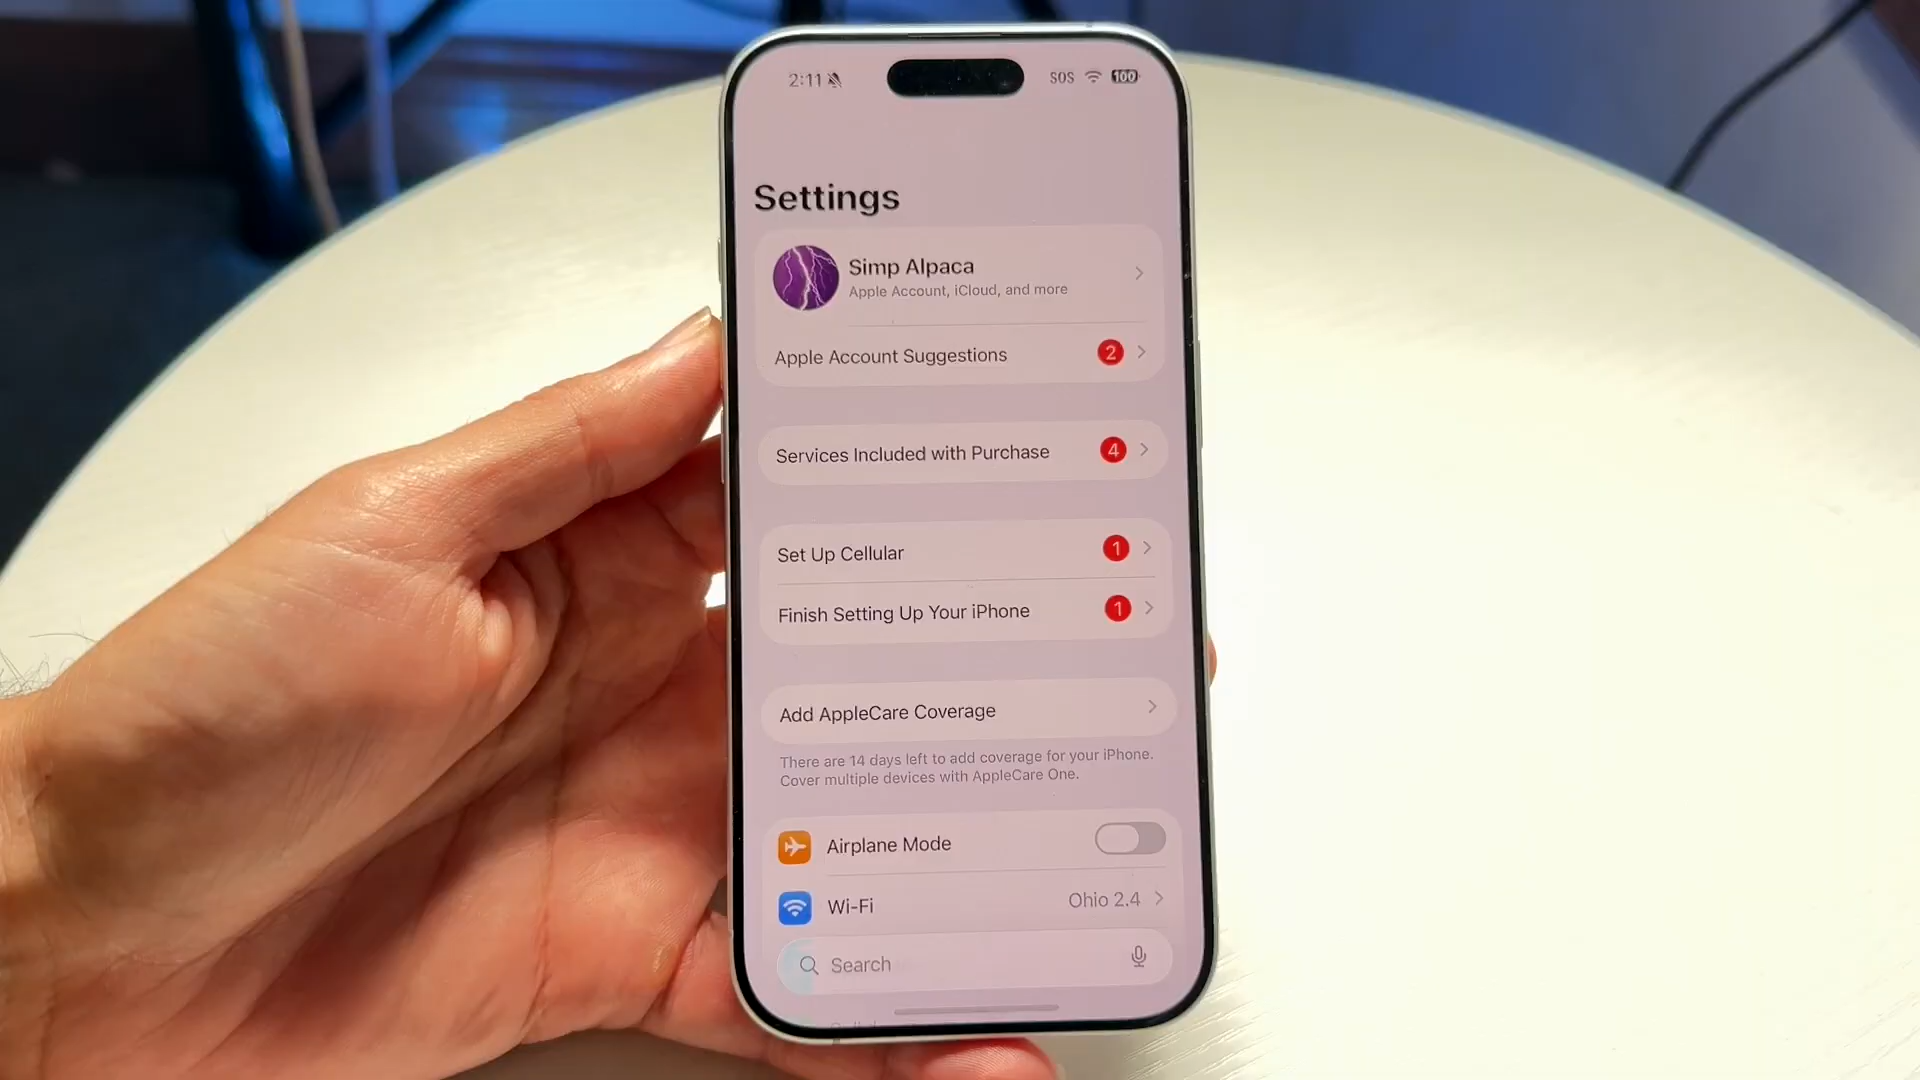 2:11
SOS
100
Settings
Simp Alpaca
Apple Account, iCloud, and more
Apple Account Suggestions
2
Services Included with Purchase
4
Set Up Cellular
1
Finish Setting Up Your iPhone
1
Add AppleCare Coverage
There are 14 days left to add coverage for your iPhone.
Cover multiple devices with AppleCare One.
Airplane Mode
Wi-Fi
Ohio 2.4
Search